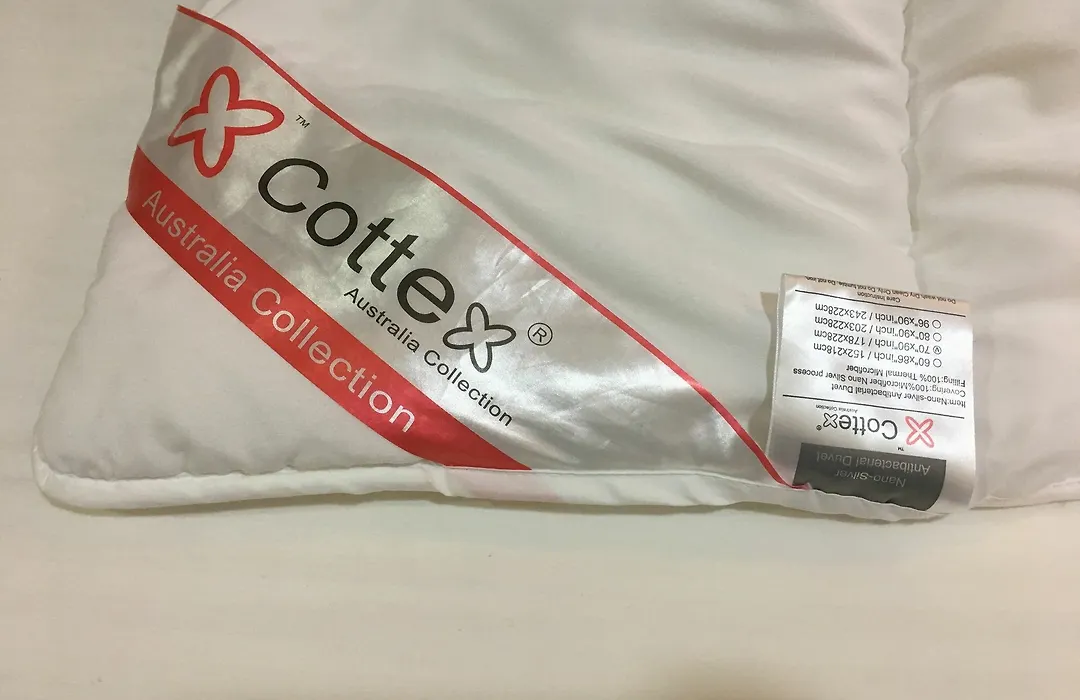 TM
Cottex®
Australia Collection
Australia Collection
Nano-silver
Antibacterial Duvet
TM
Cottex®
Australia Collection
Item:Nano-silver Antibacterial Duvet
Covering:100%Microfiber Nano Silver process
Filling:100% Thermal Microfiber
60"x86"inch / 152x218cm
70"x90"inch / 178x228cm
80"x90"inch / 203x228cm
96"x90"inch / 243x228cm
Care Instruction
Do not wash Dry Clean Only. Do not tumble. Do not iron.